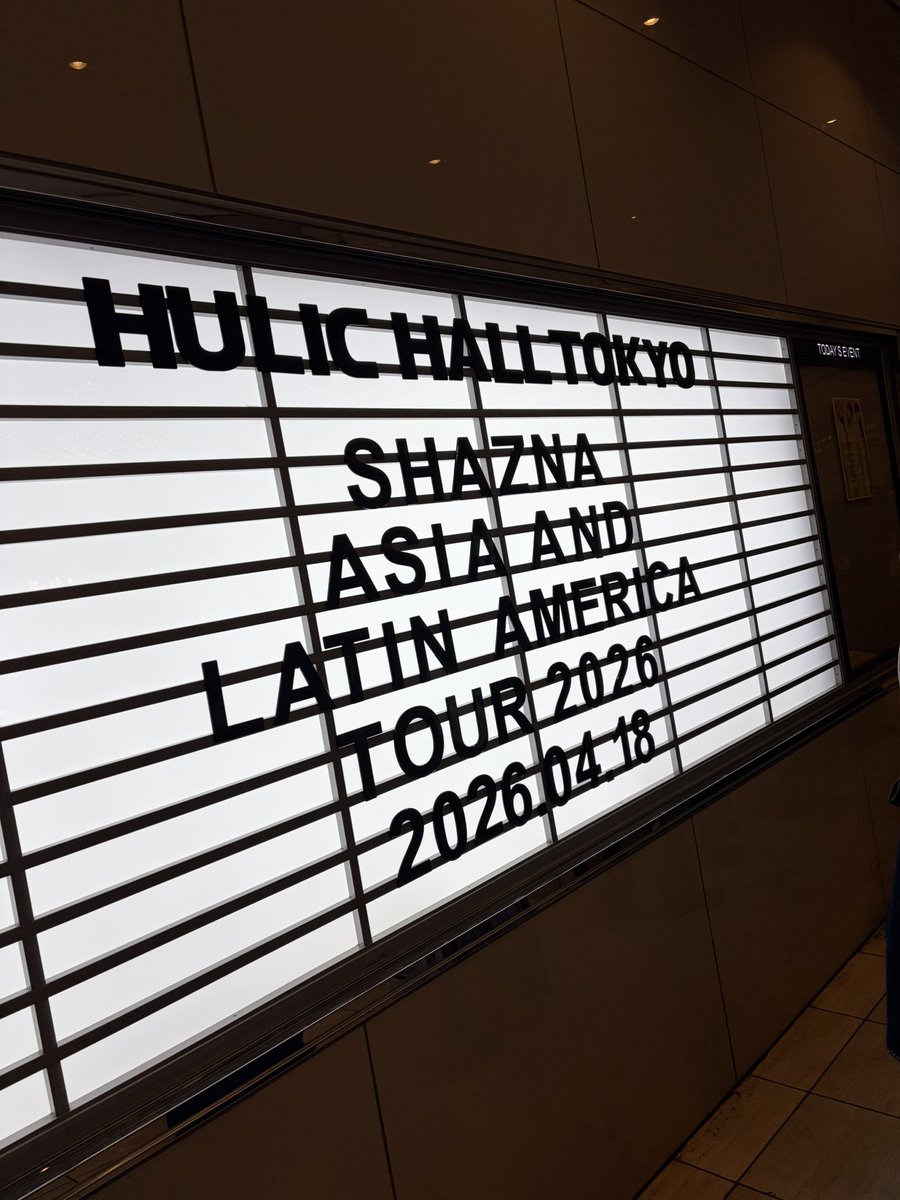 HULIC HALL TOKYO
SHAZNA
ASIA AND
LATIN AMERICA
TOUR 2026
2026.04.18
TODAY'S EVENT